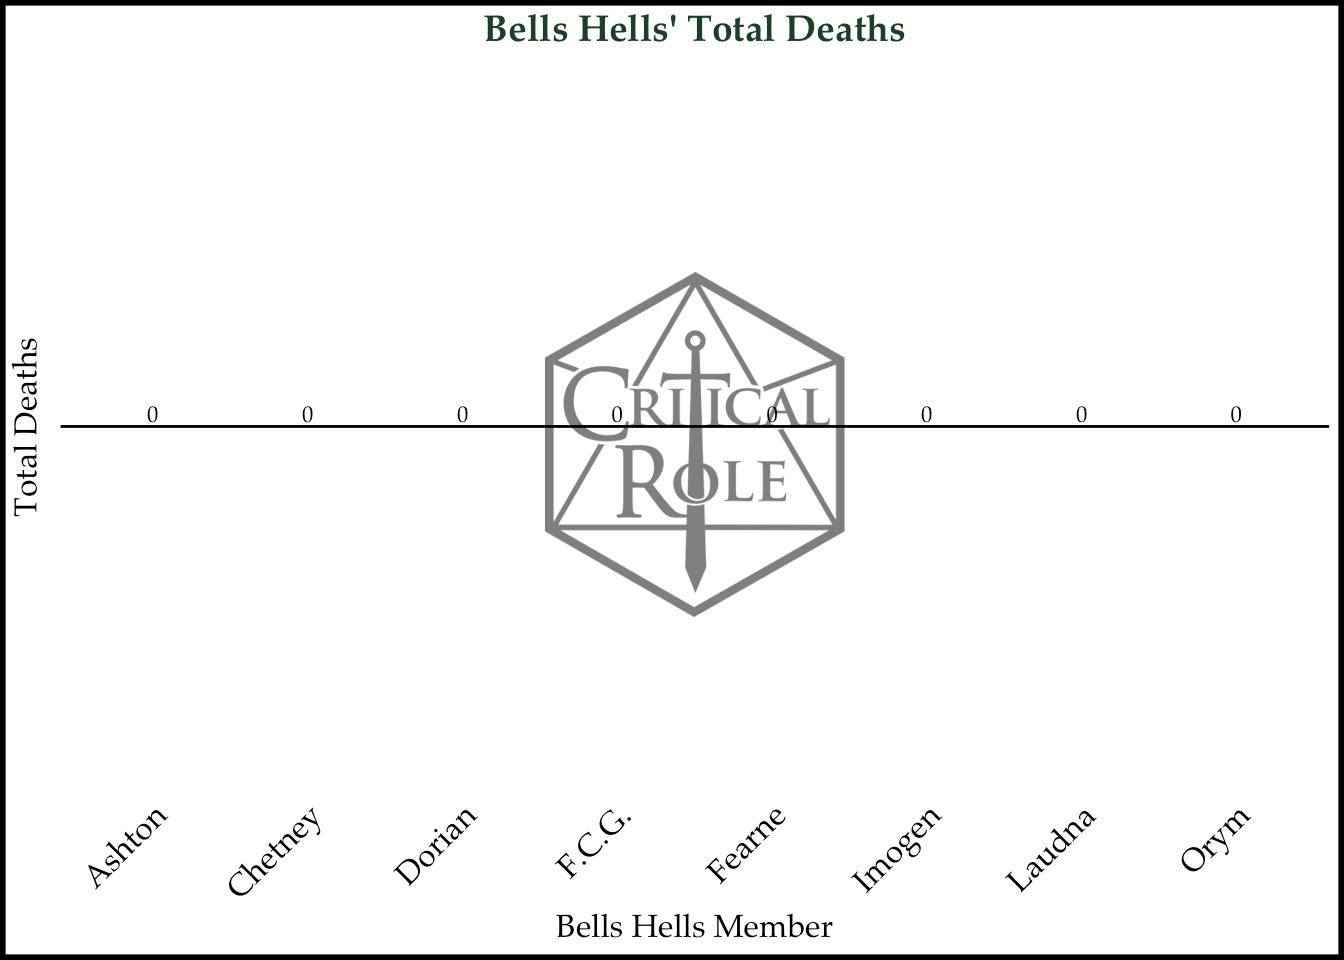 Bells Hells' Total Deaths
Total Deaths
0 0 0 0 0 0 0 0
CRITICAL
ROLE
Ashton Chetney Dorian F.C.G. Fearne Imogen Laudna Orym
Bells Hells Member